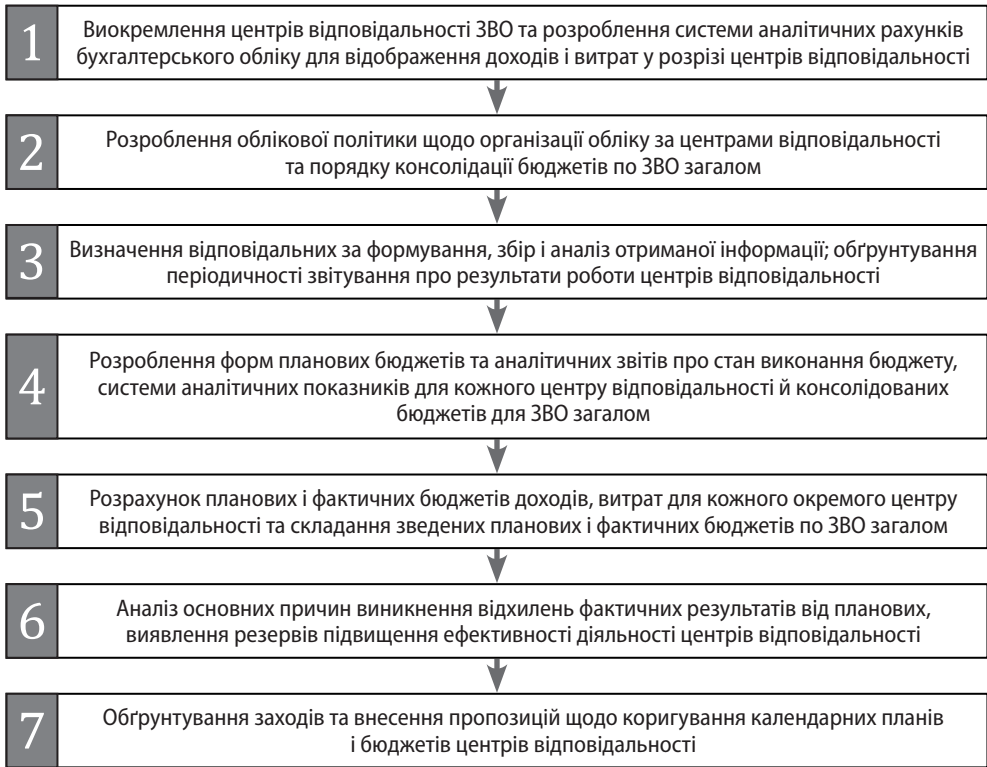 1
Виокремлення центрів відповідальності ЗВО та розроблення системи аналітичних рахунків
бухгалтерського обліку для відображення доходів і витрат у розрізі центрів відповідальності
2
Розроблення облікової політики щодо організації обліку за центрами відповідальності
та порядку консолідації бюджетів по ЗВО загалом
3
Визначення відповідальних за формування, збір і аналіз отриманої інформації; обґрунтування
періодичності звітування про результати роботи центрів відповідальності
4
Розроблення форм планових бюджетів та аналітичних звітів про стан виконання бюджету,
системи аналітичних показників для кожного центру відповідальності й консолідованих
бюджетів для ЗВО загалом
5
Розрахунок планових і фактичних бюджетів доходів, витрат для кожного окремого центру
відповідальності та складання зведених планових і фактичних бюджетів по ЗВО загалом
6
Аналіз основних причин виникнення відхилень фактичних результатів від планових,
виявлення резервів підвищення ефективності діяльності центрів відповідальності
7
Обґрунтування заходів та внесення пропозицій щодо коригування календарних планів
і бюджетів центрів відповідальності